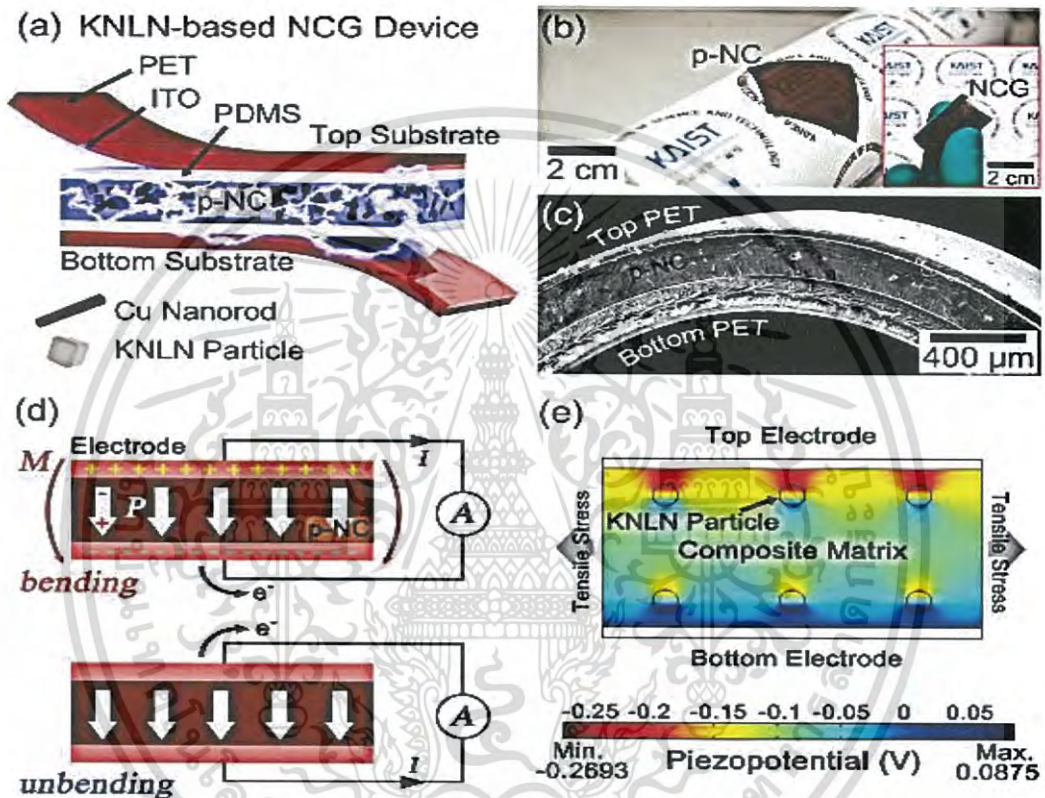 (a) KNLN-based NCG Device
PET
ITO
PDMS
Top Substrate
p-NC
Bottom Substrate
Cu Nanorod
KNLN Particle
(b)
p-NC
KAIST
KAIST
2 cm
KAIST
NCG
2 cm
(c)
Top PET
p-NC
Bottom PET
400 µm
(d)
Electrode
M
I
- P
+
p-NC
A
bending
e-
e-
A
unbending
I
(e)
Top Electrode
KNLN Particle
Composite Matrix
Tensile Stress
Tensile Stress
Bottom Electrode
-0.25 -0.2 -0.15 -0.1 -0.05 0 0.05
Min. Piezopotential (V) Max.
-0.2693 0.0875